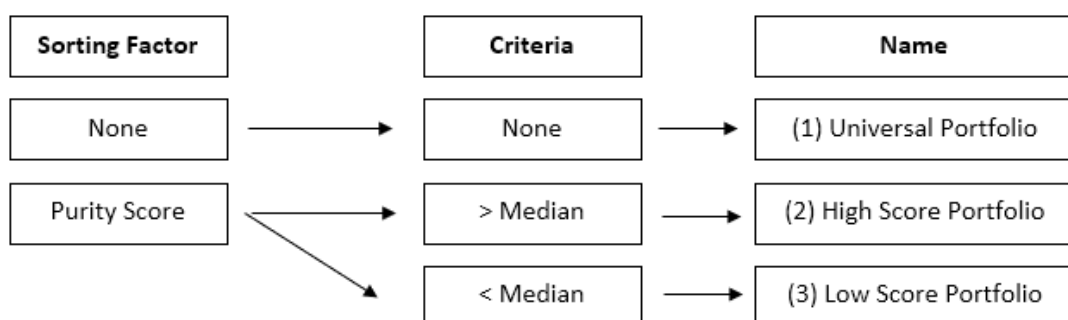 Sorting Factor
Criteria
Name
None
None
(1) Universal Portfolio
Purity Score
> Median
(2) High Score Portfolio
< Median
(3) Low Score Portfolio